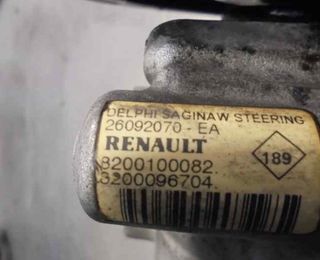 DELPHI SAGINAW STEERING
26092070 - EA
RENAULT
189
8200100082
8200096704